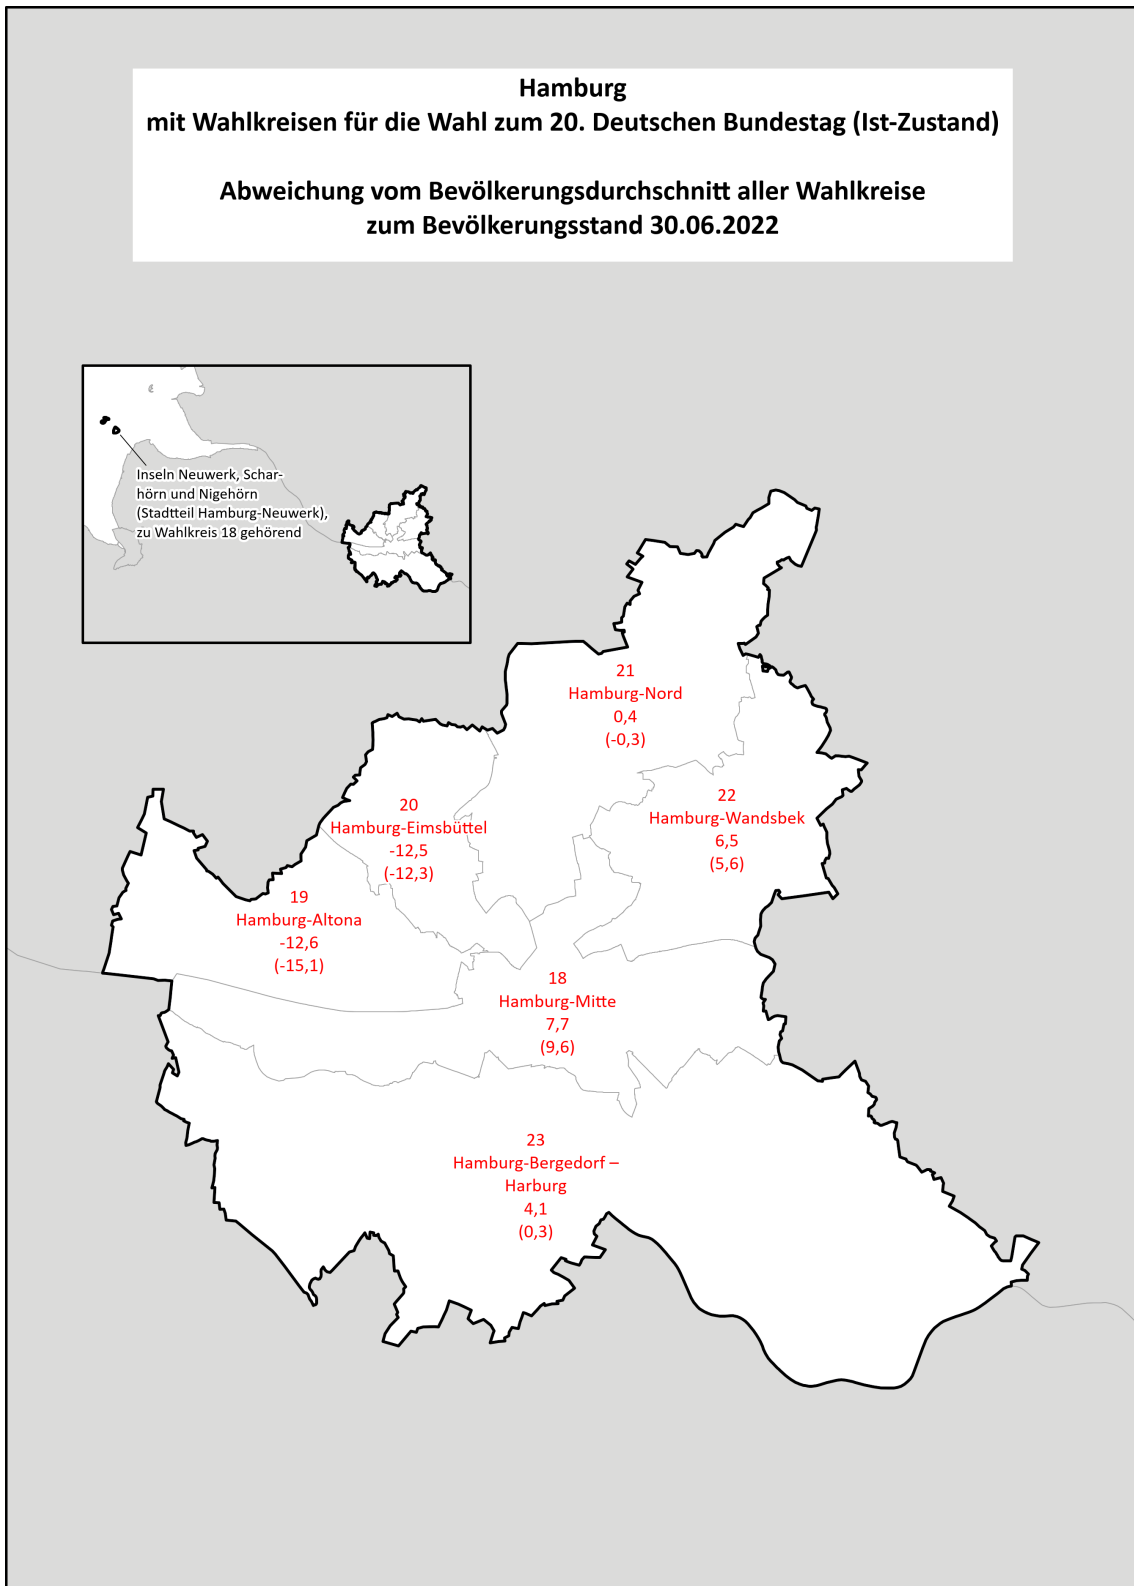 Hamburg
mit Wahlkreisen für die Wahl zum 20. Deutschen Bundestag (Ist-Zustand)
Abweichung vom Bevölkerungsdurchschnitt aller Wahlkreise
zum Bevölkerungsstand 30.06.2022
Inseln Neuwerk, Schar-
hörn und Nigehörn
(Stadtteil Hamburg-Neuwerk),
zu Wahlkreis 18 gehörend
21
Hamburg-Nord
0,4
(-0,3)
22
Hamburg-Wandsbek
6,5
(5,6)
20
Hamburg-Eimsbüttel
-12,5
(-12,3)
19
Hamburg-Altona
-12,6
(-15,1)
18
Hamburg-Mitte
7,7
(9,6)
23
Hamburg-Bergedorf –
Harburg
4,1
(0,3)